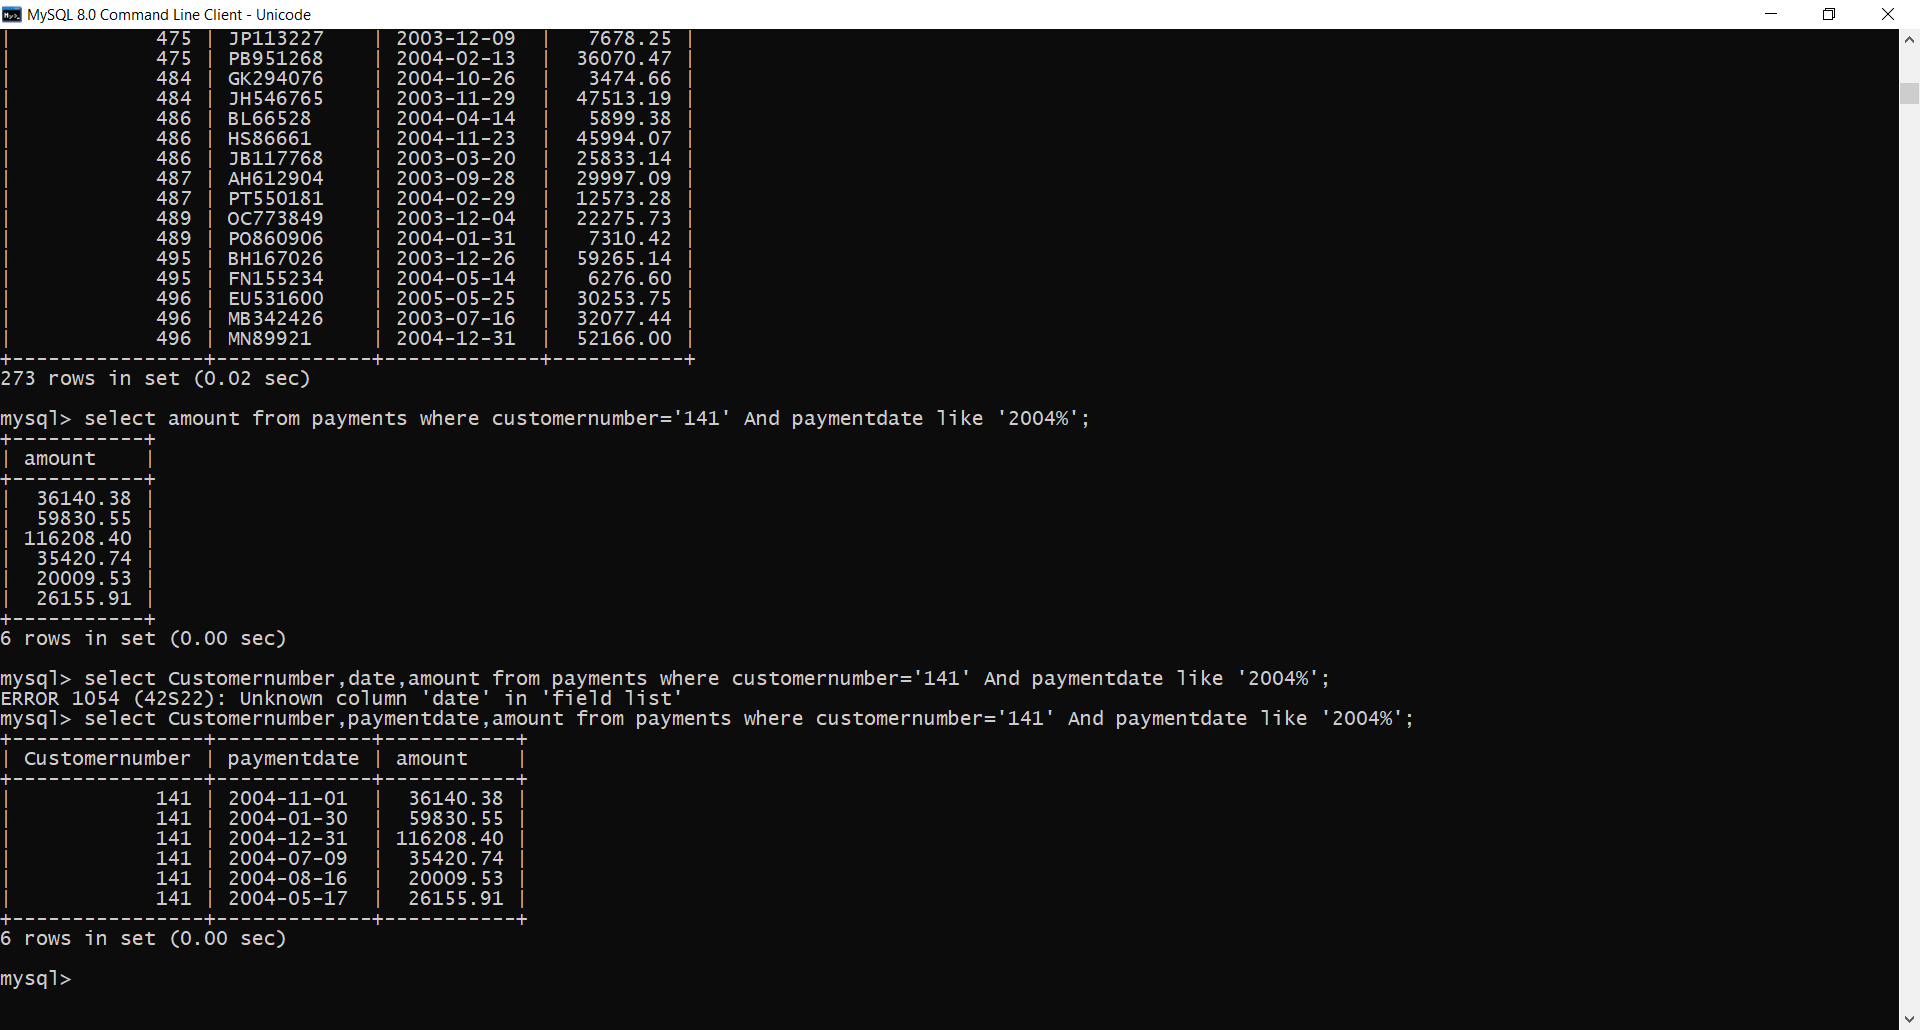 MySQL 8.0 Command Line Client - Unicode
|             475 | JP113227    | 2003-12-09  |   7678.25 |
|             475 | PB951268    | 2004-02-13  |  36070.47 |
|             484 | GK294076    | 2004-10-26  |   3474.66 |
|             484 | JH546765    | 2003-11-29  |  47513.19 |
|             486 | BL66528     | 2004-04-14  |   5899.38 |
|             486 | HS86661     | 2004-11-23  |  45994.07 |
|             486 | JB117768    | 2003-03-20  |  25833.14 |
|             487 | AH612904    | 2003-09-28  |  29997.09 |
|             487 | PT550181    | 2004-02-29  |  12573.28 |
|             489 | OC773849    | 2003-12-04  |  22275.73 |
|             489 | PO860906    | 2004-01-31  |   7310.42 |
|             495 | BH167026    | 2003-12-26  |  59265.14 |
|             495 | FN155234    | 2004-05-14  |   6276.60 |
|             496 | EU531600    | 2005-05-25  |  30253.75 |
|             496 | MB342426    | 2003-07-16  |  32077.44 |
|             496 | MN89921     | 2004-12-31  |  52166.00 |
+----------------+-------------+-------------+-----------+
273 rows in set (0.02 sec)
mysql> select amount from payments where customernumber='141' And paymentdate like '2004%';
+-----------+
| amount    |
+-----------+
|  36140.38 |
|  59830.55 |
| 116208.40 |
|  35420.74 |
|  20009.53 |
|  26155.91 |
+-----------+
6 rows in set (0.00 sec)
mysql> select Customernumber,date,amount from payments where customernumber='141' And paymentdate like '2004%';
ERROR 1054 (42S22): Unknown column 'date' in 'field list'
mysql> select Customernumber,paymentdate,amount from payments where customernumber='141' And paymentdate like '2004%';
+----------------+-------------+-----------+
| Customernumber | paymentdate | amount    |
+----------------+-------------+-----------+
|            141 | 2004-11-01  |  36140.38 |
|            141 | 2004-01-30  |  59830.55 |
|            141 | 2004-12-31  | 116208.40 |
|            141 | 2004-07-09  |  35420.74 |
|            141 | 2004-08-16  |  20009.53 |
|            141 | 2004-05-17  |  26155.91 |
+----------------+-------------+-----------+
6 rows in set (0.00 sec)
mysql>